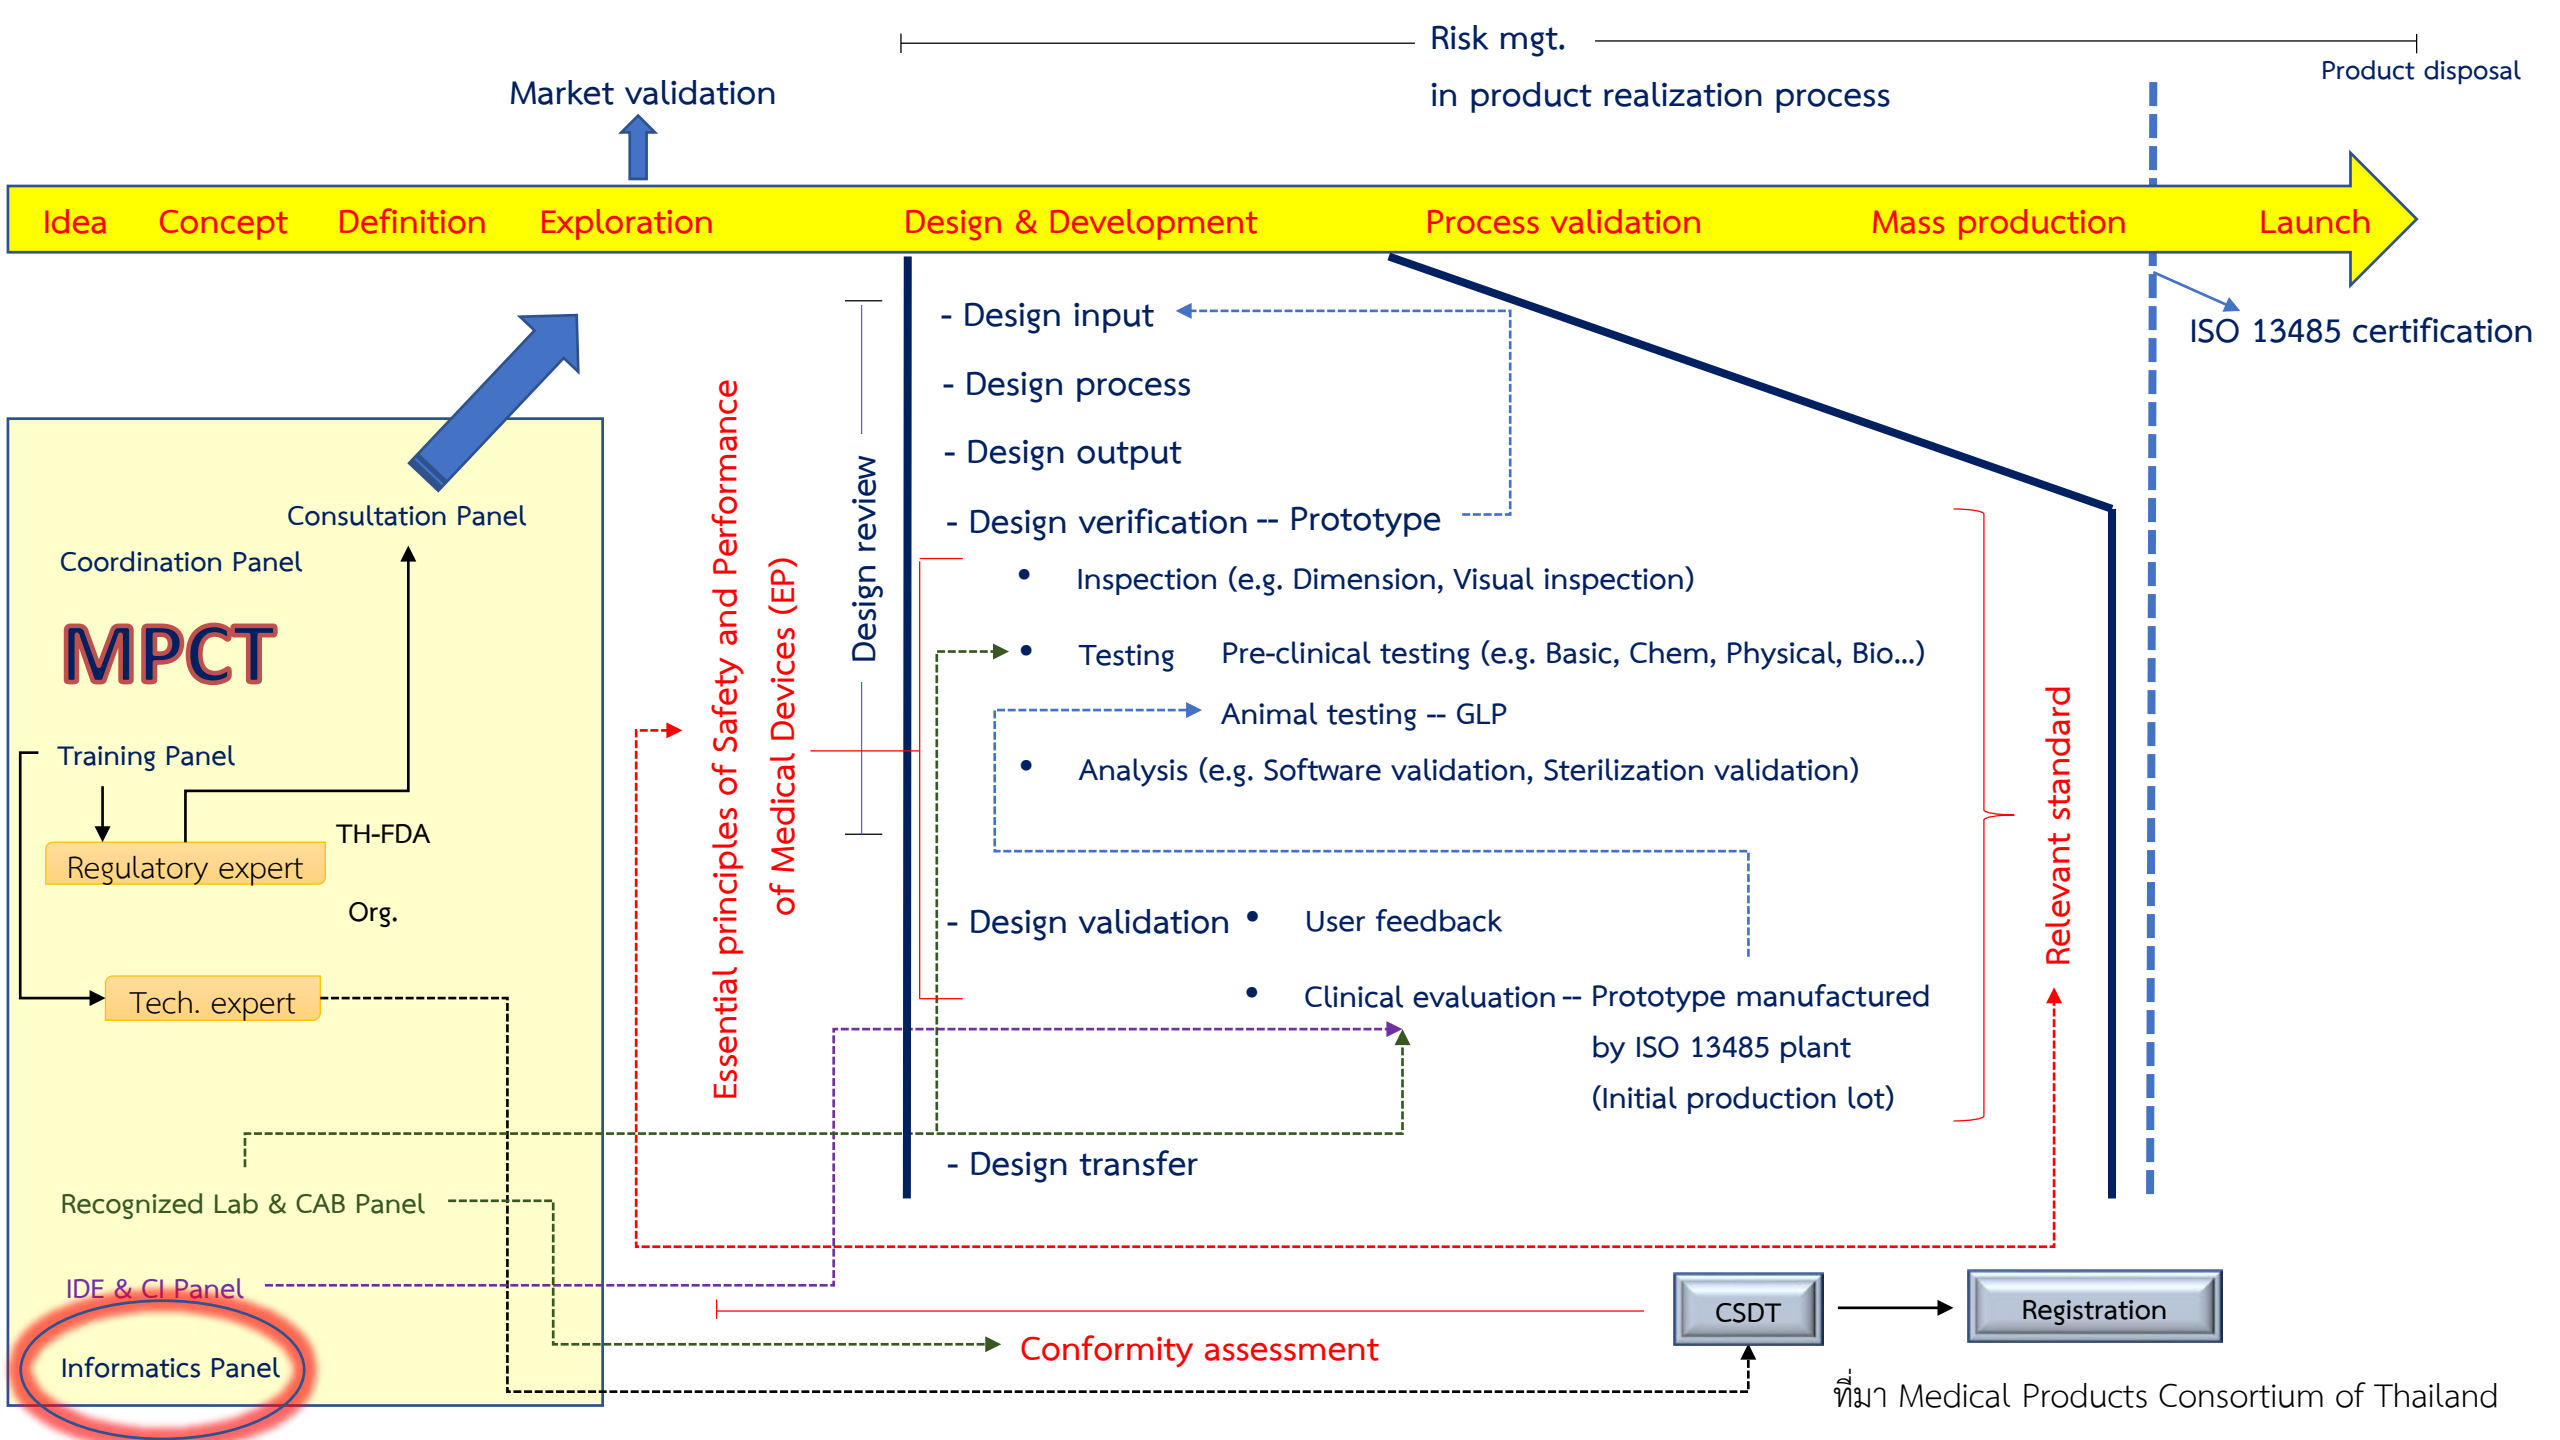 Risk mgt.
in product realization process
Product disposal
Market validation
Idea Concept Definition Exploration Design & Development Process validation Mass production Launch
ISO 13485 certification
Consultation Panel
Coordination Panel
MPCT
Training Panel
TH-FDA
Regulatory expert
Org.
Tech. expert
Recognized Lab & CAB Panel
IDE & CI Panel
Informatics Panel
Essential principles of Safety and Performance
of Medical Devices (EP)
Design review
- Design input
- Design process
- Design output
- Design verification -- Prototype
• Inspection (e.g. Dimension, Visual inspection)
• Testing Pre-clinical testing (e.g. Basic, Chem, Physical, Bio...)
Animal testing -- GLP
• Analysis (e.g. Software validation, Sterilization validation)
- Design validation • User feedback
• Clinical evaluation -- Prototype manufactured
by ISO 13485 plant
(Initial production lot)
- Design transfer
Relevant standard
Conformity assessment
CSDT
Registration
ที่มา Medical Products Consortium of Thailand